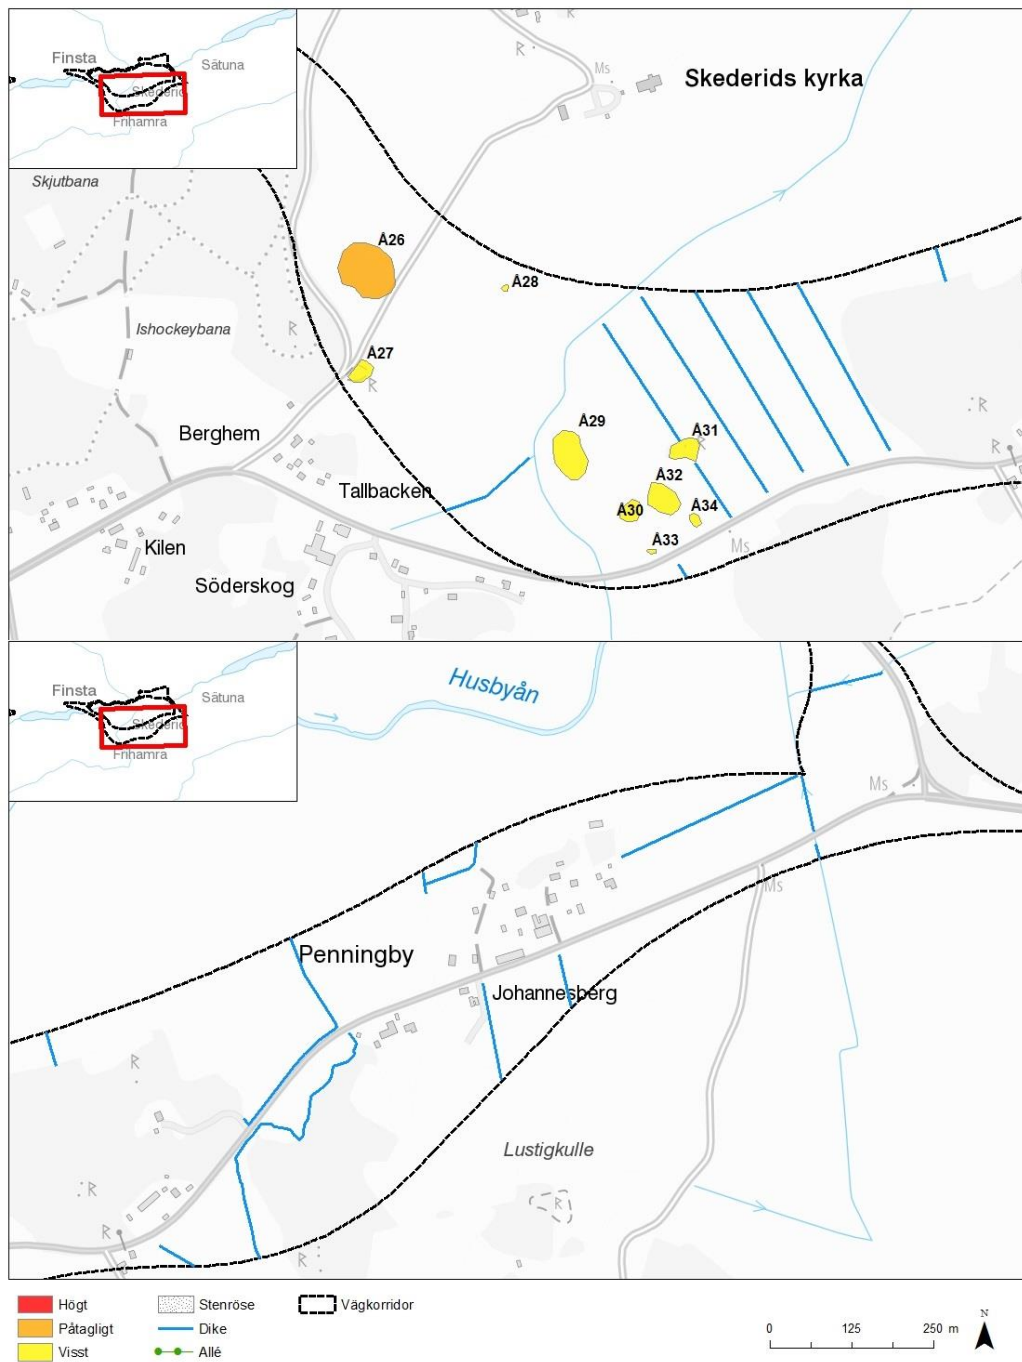 Finsta
Sätuna
Skederid
Frihamra
Skjutbana
R
Ms
Skederids kyrka
Å26
Å28
Ishockeybana
R
Å27
R
Berghem
Å29
Å31
R
R
R
Tallbacken
Å32
Å30
Å34
Kilen
Å33
Ms
Söderskog
Finsta
Sätuna
Skederid
Frihamra
Husbyån
Ms
Ms
Penningby
Johannesberg
R
Lustigkulle
R
R
R
R
Högt
Påtagligt
Visst
Stenröse
Dike
Allé
Vägkorridor
0 125 250 m
N